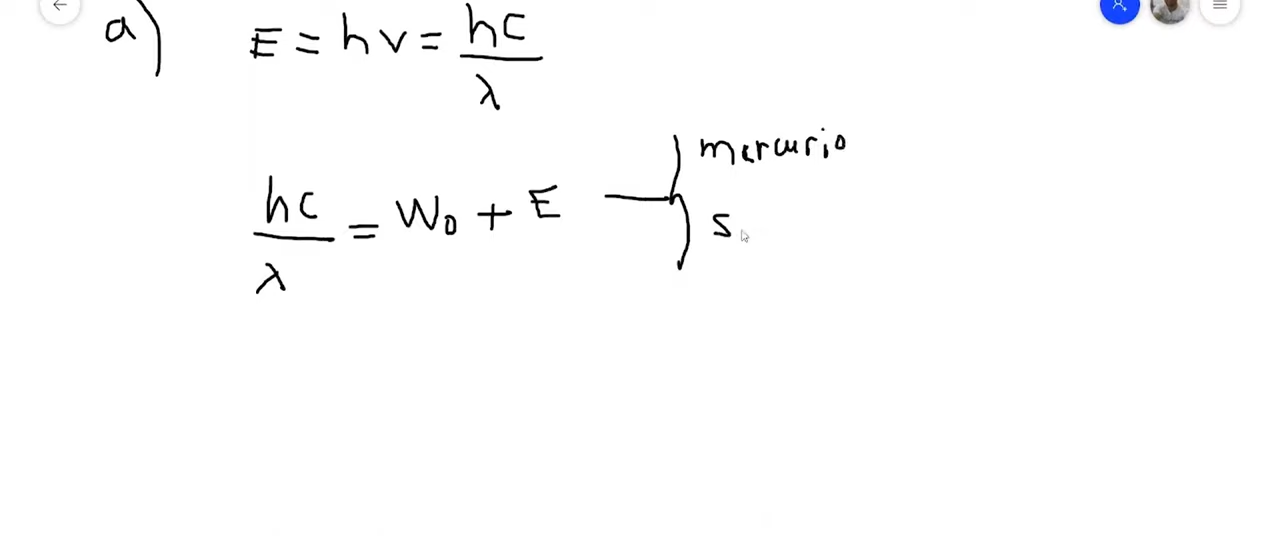 a) E = hν = hc/λ
hc/λ = W₀ + E
mercurio
S